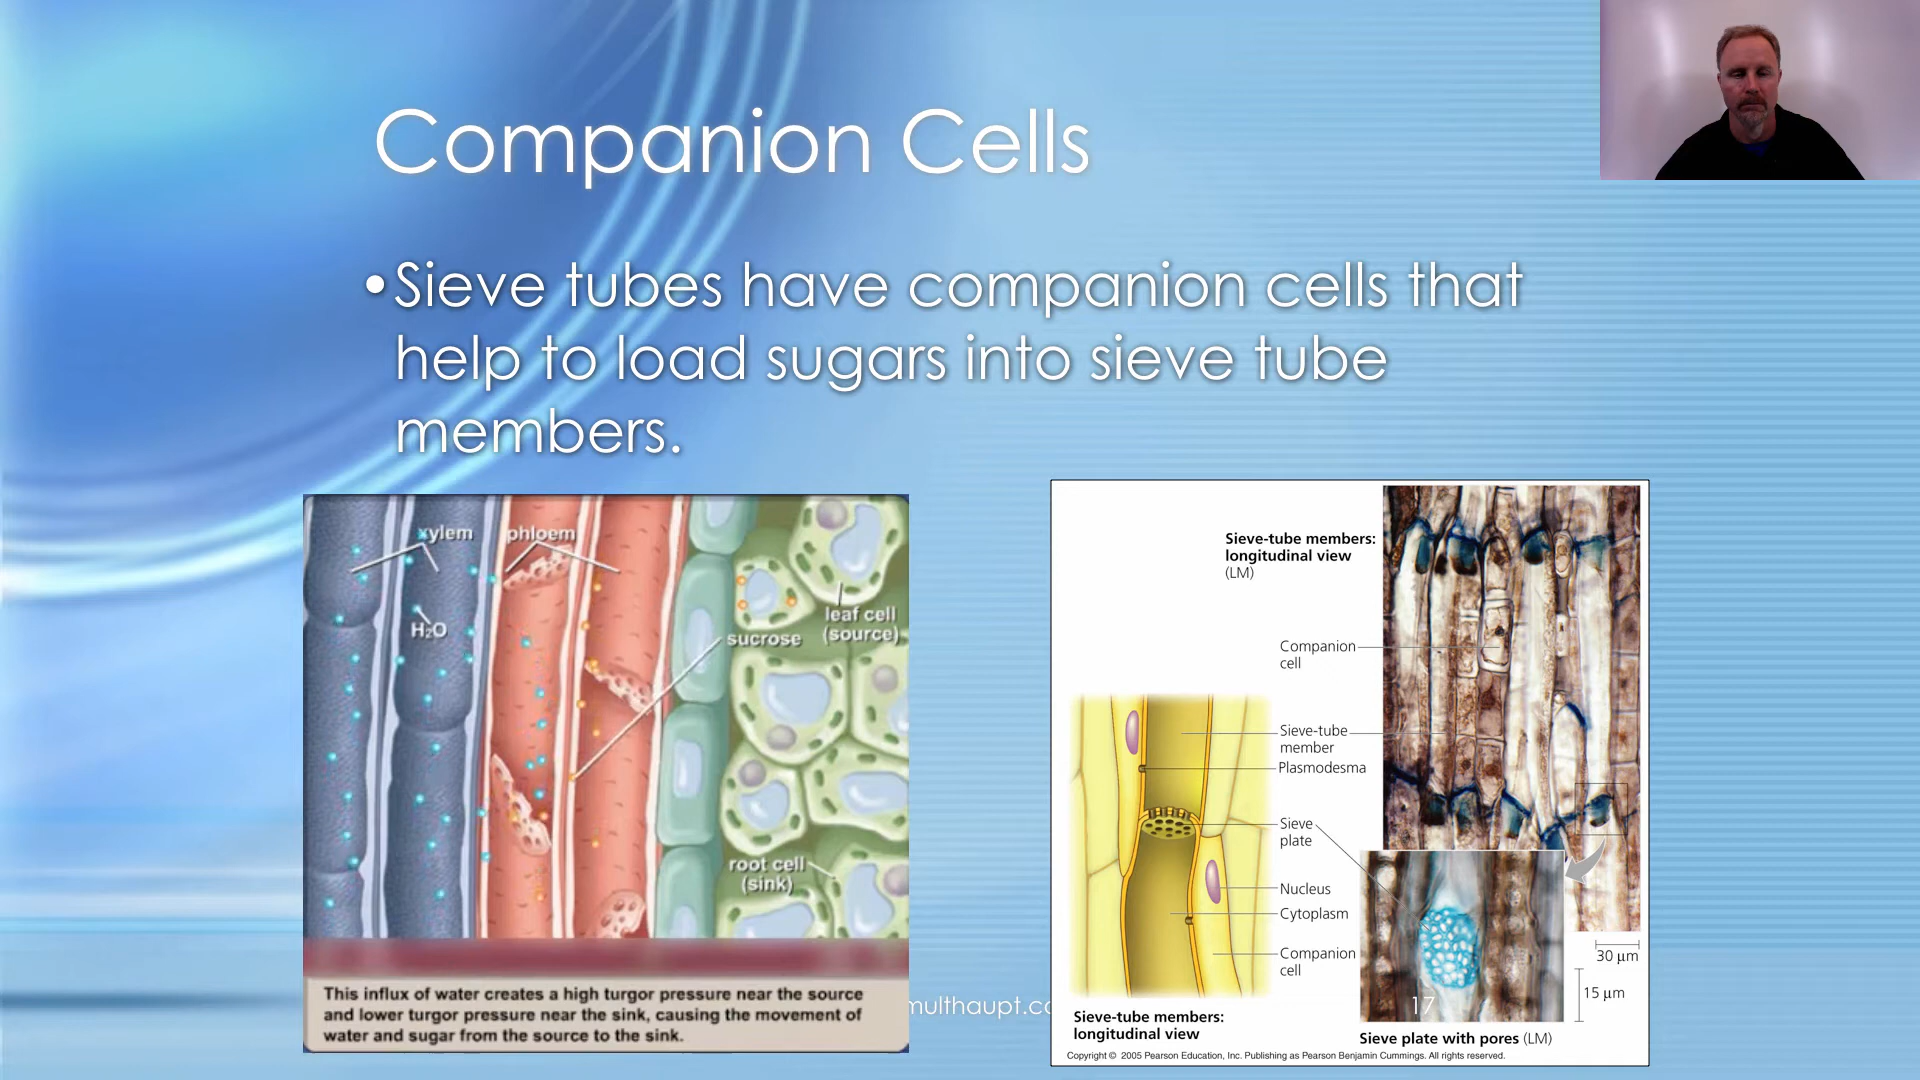 Companion Cells
•Sieve tubes have companion cells that
help to load sugars into sieve tube
members.
xylem
phloem
H₂O
sucrose
leaf cell
(source)
root cell
(sink)
This influx of water creates a high turgor pressure near the source
and lower turgor pressure near the sink, causing the movement of
water and sugar from the source to the sink.
Sieve-tube members:
longitudinal view
(LM)
Companion
cell
Sieve-tube
member
Plasmodesma
Sieve
plate
Nucleus
Cytoplasm
Companion
cell
30 µm
15 µm
17
Sieve-tube members:
longitudinal view
Sieve plate with pores (LM)
Copyright © 2005 Pearson Education, Inc. Publishing as Pearson Benjamin Cummings. All rights reserved.